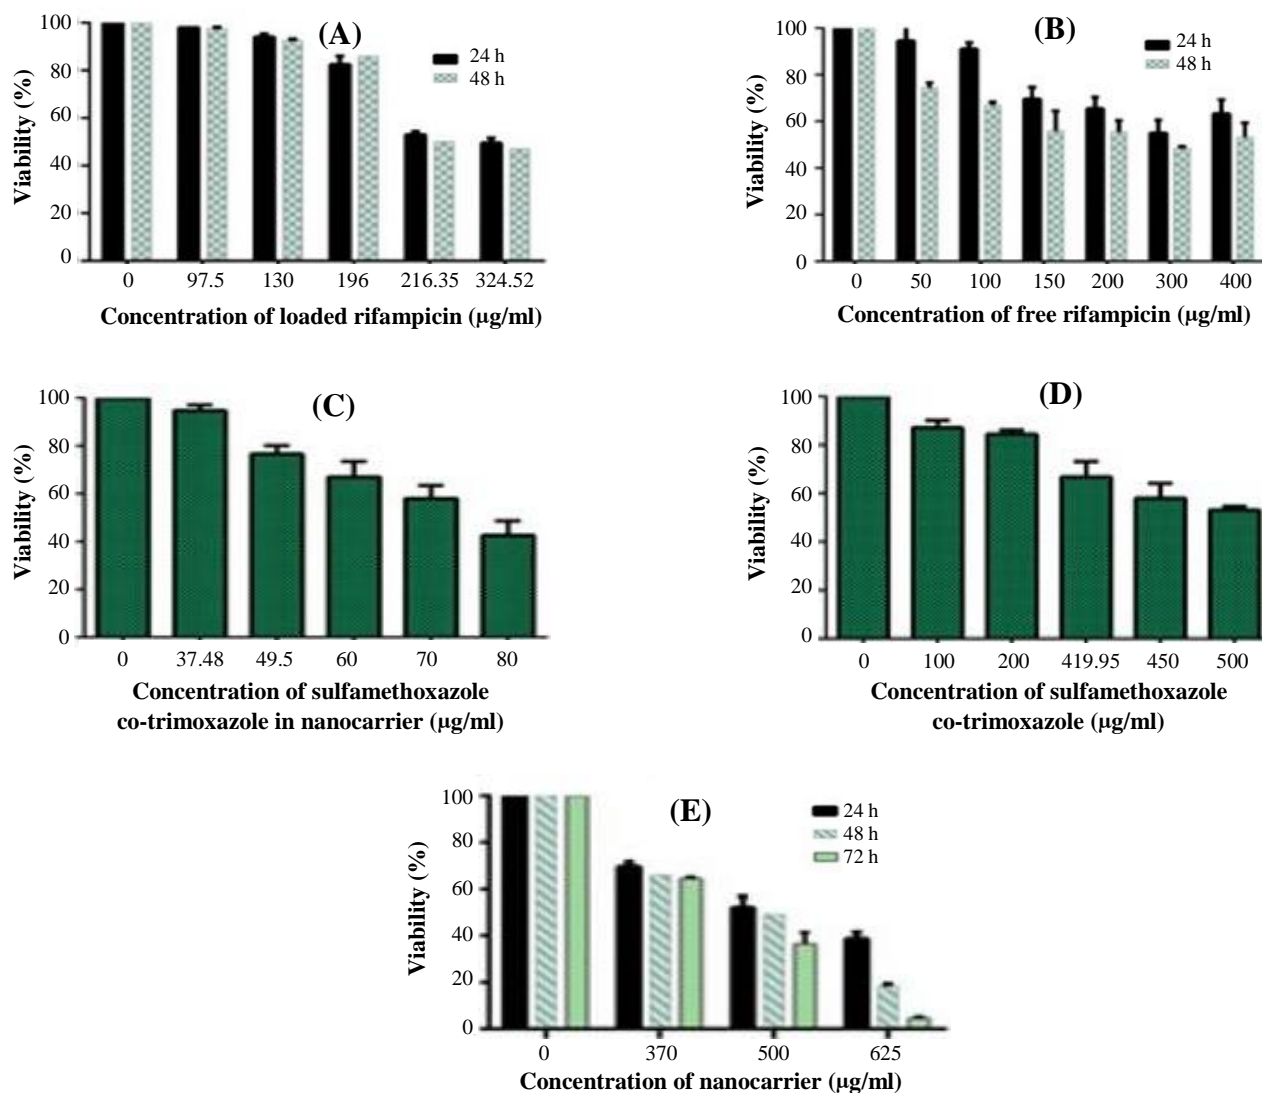 (A)
Viability (%)
100
80
60
40
20
0
24 h
48 h
0 97.5 130 196 216.35 324.52
Concentration of loaded rifampicin (µg/ml)
(B)
Viability (%)
100
80
60
40
20
0
24 h
48 h
0 50 100 150 200 300 400
Concentration of free rifampicin (µg/ml)
(C)
Viability (%)
100
80
60
40
20
0
0 37.48 49.5 60 70 80
Concentration of sulfamethoxazole
co-trimoxazole in nanocarrier (µg/ml)
(D)
Viability (%)
100
80
60
40
20
0
0 100 200 419.95 450 500
Concentration of sulfamethoxazole
co-trimoxazole (µg/ml)
(E)
Viability (%)
100
80
60
40
20
0
24 h
48 h
72 h
0 370 500 625
Concentration of nanocarrier (µg/ml)